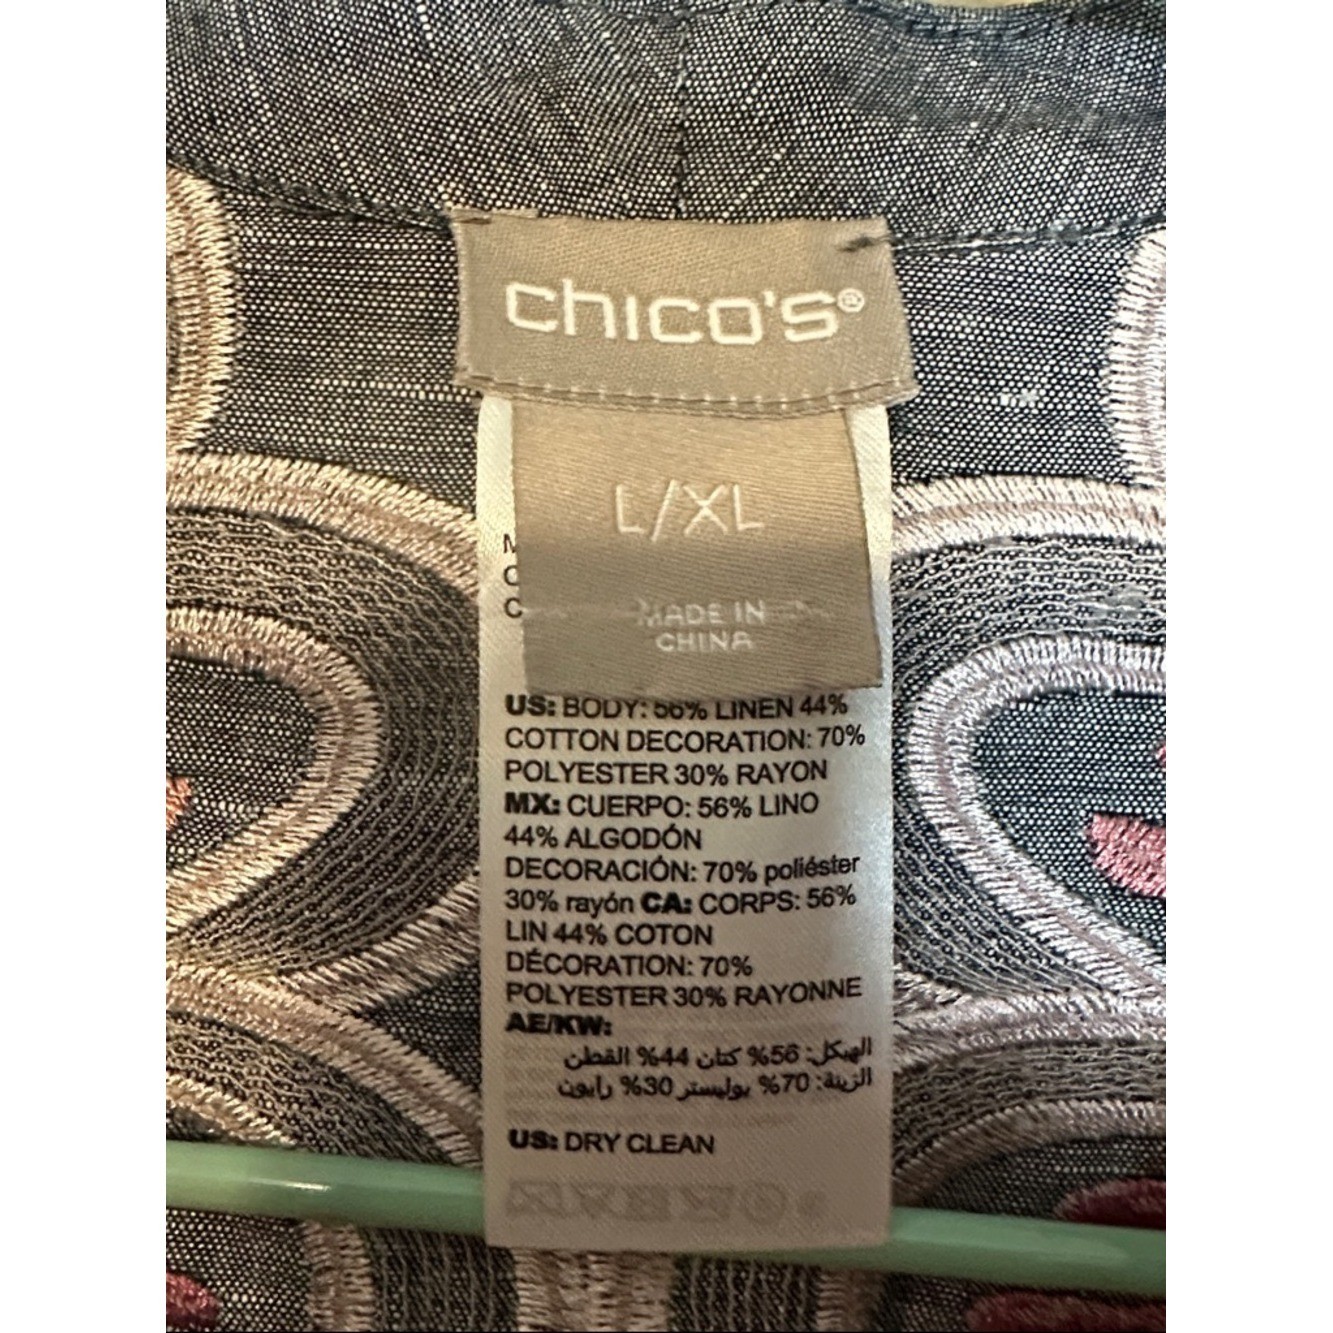 chico's®
L/XL
MADE IN
CHINA
US: BODY: 56% LINEN 44%
COTTON DECORATION: 70%
POLYESTER 30% RAYON
MX: CUERPO: 56% LINO
44% ALGODÓN
DECORACIÓN: 70% poliéster
30% rayón CA: CORPS: 56%
LIN 44% COTON
DÉCORATION: 70%
POLYESTER 30% RAYONNE
AE/KW:
الهيكل: 56% كتان 44% القطن
الزينة: 70% بوليستر 30% رايون
US: DRY CLEAN